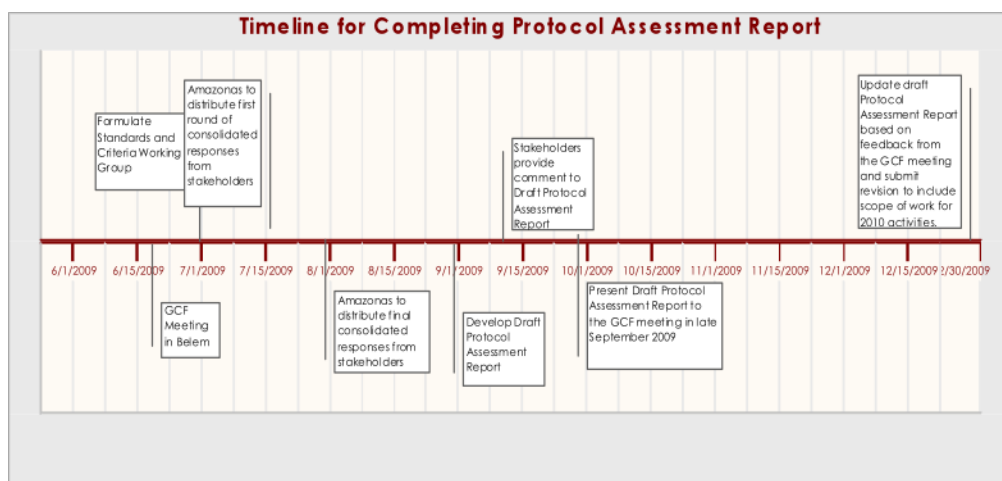 Timeline for Completing Protocol Assessment Report
Formulate
Standards and
Criteria Working
Group
Amazonas to
distribute first
round of
consolidated
responses
from
stakeholders
Stakeholders
provide
comment to
Draft Protocol
Assessment
Report
Update draft
Protocol
Assessment Report
based on
feedback from
the GCF meeting
and submit
revision to include
scope of work for
2010 activities.
6/1/2009
6/15/2009
7/1/2009
7/15/2009
8/1/2009
8/15/2009
9/1/2009
9/15/2009
10/1/2009
10/15/2009
11/1/2009
11/15/2009
12/1/2009
12/15/2009
2/30/2009
GCF
Meeting
in Belem
Amazonas to
distribute final
consolidated
responses from
stakeholders
Develop Draft
Protocol
Assessment
Report
Present Draft Protocol
Assessment Report to
the GCF meeting in late
September 2009